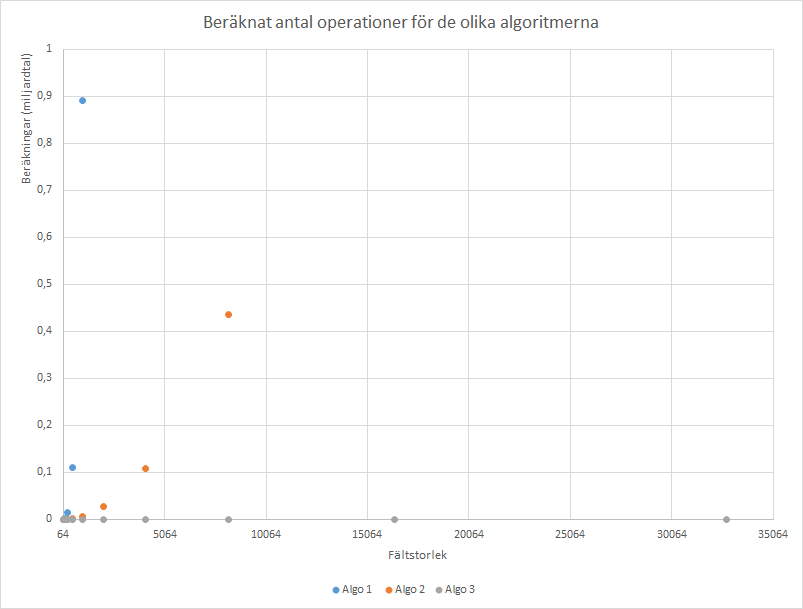 Beräknat antal operationer för de olika algoritmerna
Beräkningar (miljardtal)
1
0,9
0,8
0,7
0,6
0,5
0,4
0,3
0,2
0,1
0
64 5064 10064 15064 20064 25064 30064 35064
Fältstorlek
Algo 1 Algo 2 Algo 3